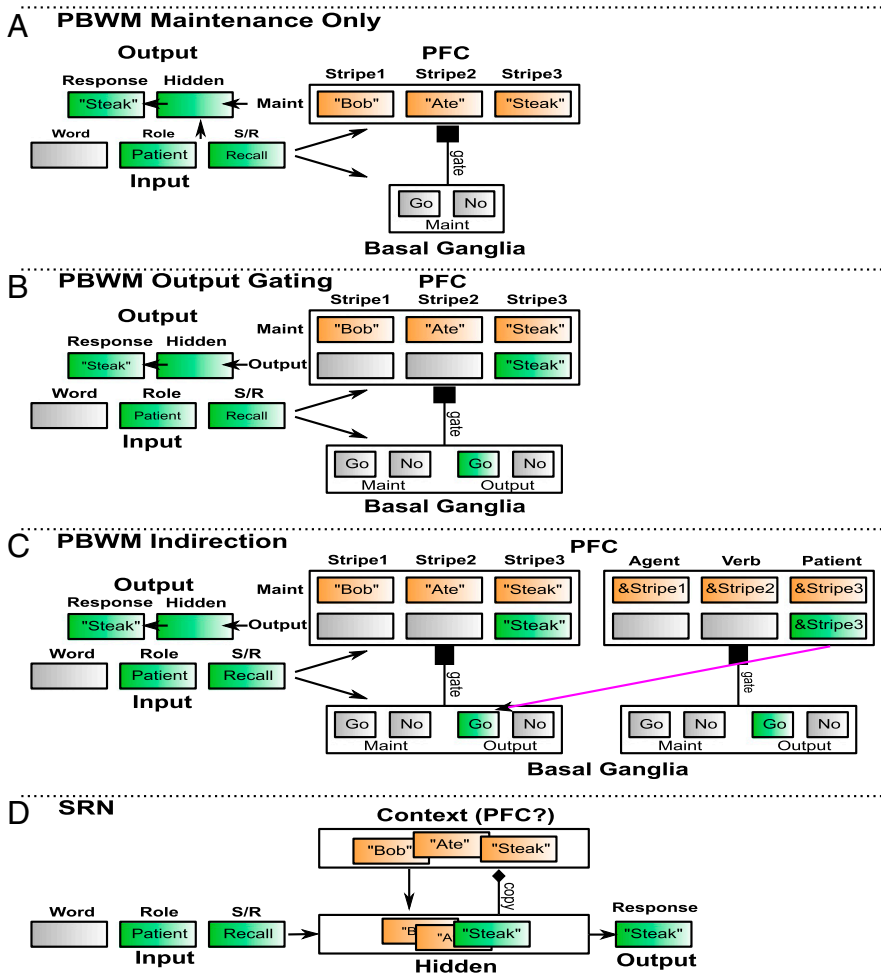 A PBWM Maintenance Only
Output PFC
Stripe1 Stripe2 Stripe3
Response Hidden
"Steak" Maint "Bob" "Ate" "Steak"
Word Role S/R
Patient Recall
Input
gate
Go No
Maint
Basal Ganglia
B PBWM Output Gating PFC
Stripe1 Stripe2 Stripe3
Output
Maint "Bob" "Ate" "Steak"
Response Hidden
"Steak" Output "Steak"
Word Role S/R
Patient Recall
Input
gate
Go No Go No
Maint Output
Basal Ganglia
C PBWM Indirection PFC
Stripe1 Stripe2 Stripe3 Agent Verb Patient
Output
Maint "Bob" "Ate" "Steak" &Stripe1 &Stripe2 &Stripe3
Response Hidden
"Steak" Output "Steak" &Stripe3
Word Role S/R
Patient Recall
Input
gate gate
Go No Go No Go No Go No
Maint Output Maint Output
Basal Ganglia
D SRN
Context (PFC?)
"Bob" "Ate" "Steak"
copy
Word Role S/R Response
Patient Recall "B "A "Steak" "Steak"
Input Hidden Output